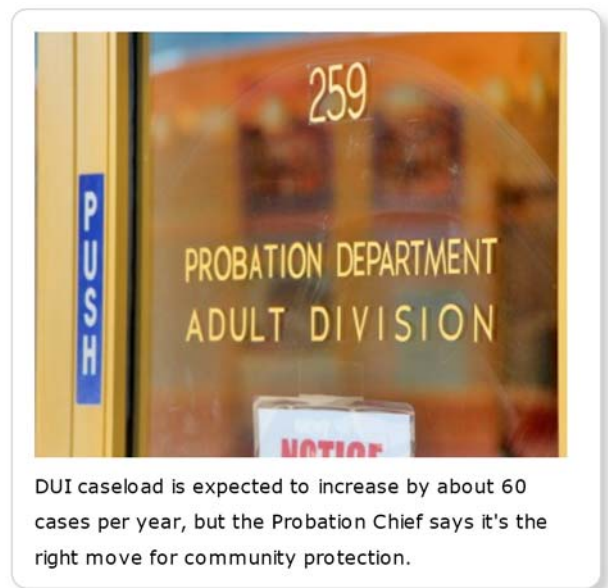 259
PUSH
PROBATION DEPARTMENT
ADULT DIVISION
NOTICE
DUI caseload is expected to increase by about 60
cases per year, but the Probation Chief says it's the
right move for community protection.